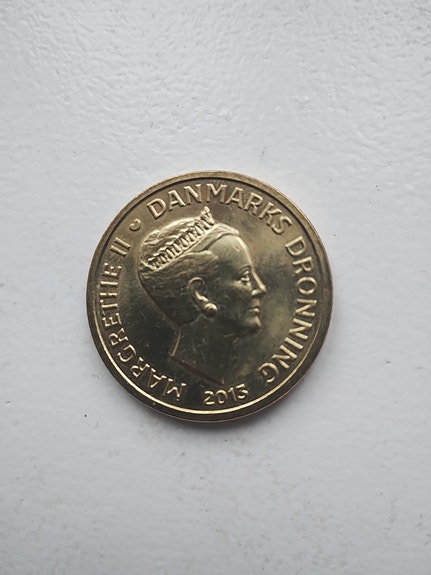 MARGRETHE II DANMARKS DRONNING
2013